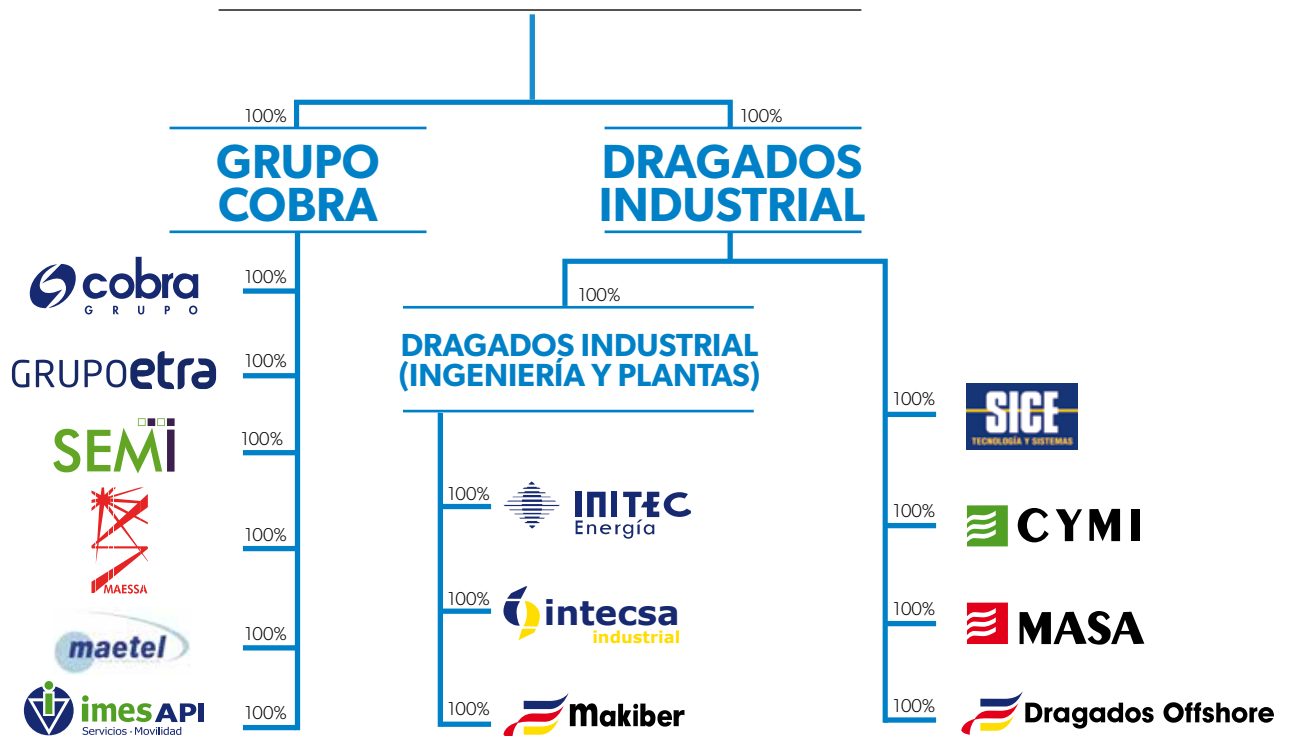 100%
100%
GRUPO
COBRA
DRAGADOS
INDUSTRIAL
cobra
GRUPO
100%
GRUPOetra
100%
SEMI
100%
MAESSA
100%
maetel
100%
imesAPI
Servicios · Movilidad
100%
100%
DRAGADOS INDUSTRIAL
(INGENIERÍA Y PLANTAS)
100%
INITEC
Energía
100%
intecsa
industrial
100%
Makiber
100%
SICE
TECNOLOGÍA Y SISTEMAS
100%
CYMI
100%
MASA
100%
Dragados Offshore